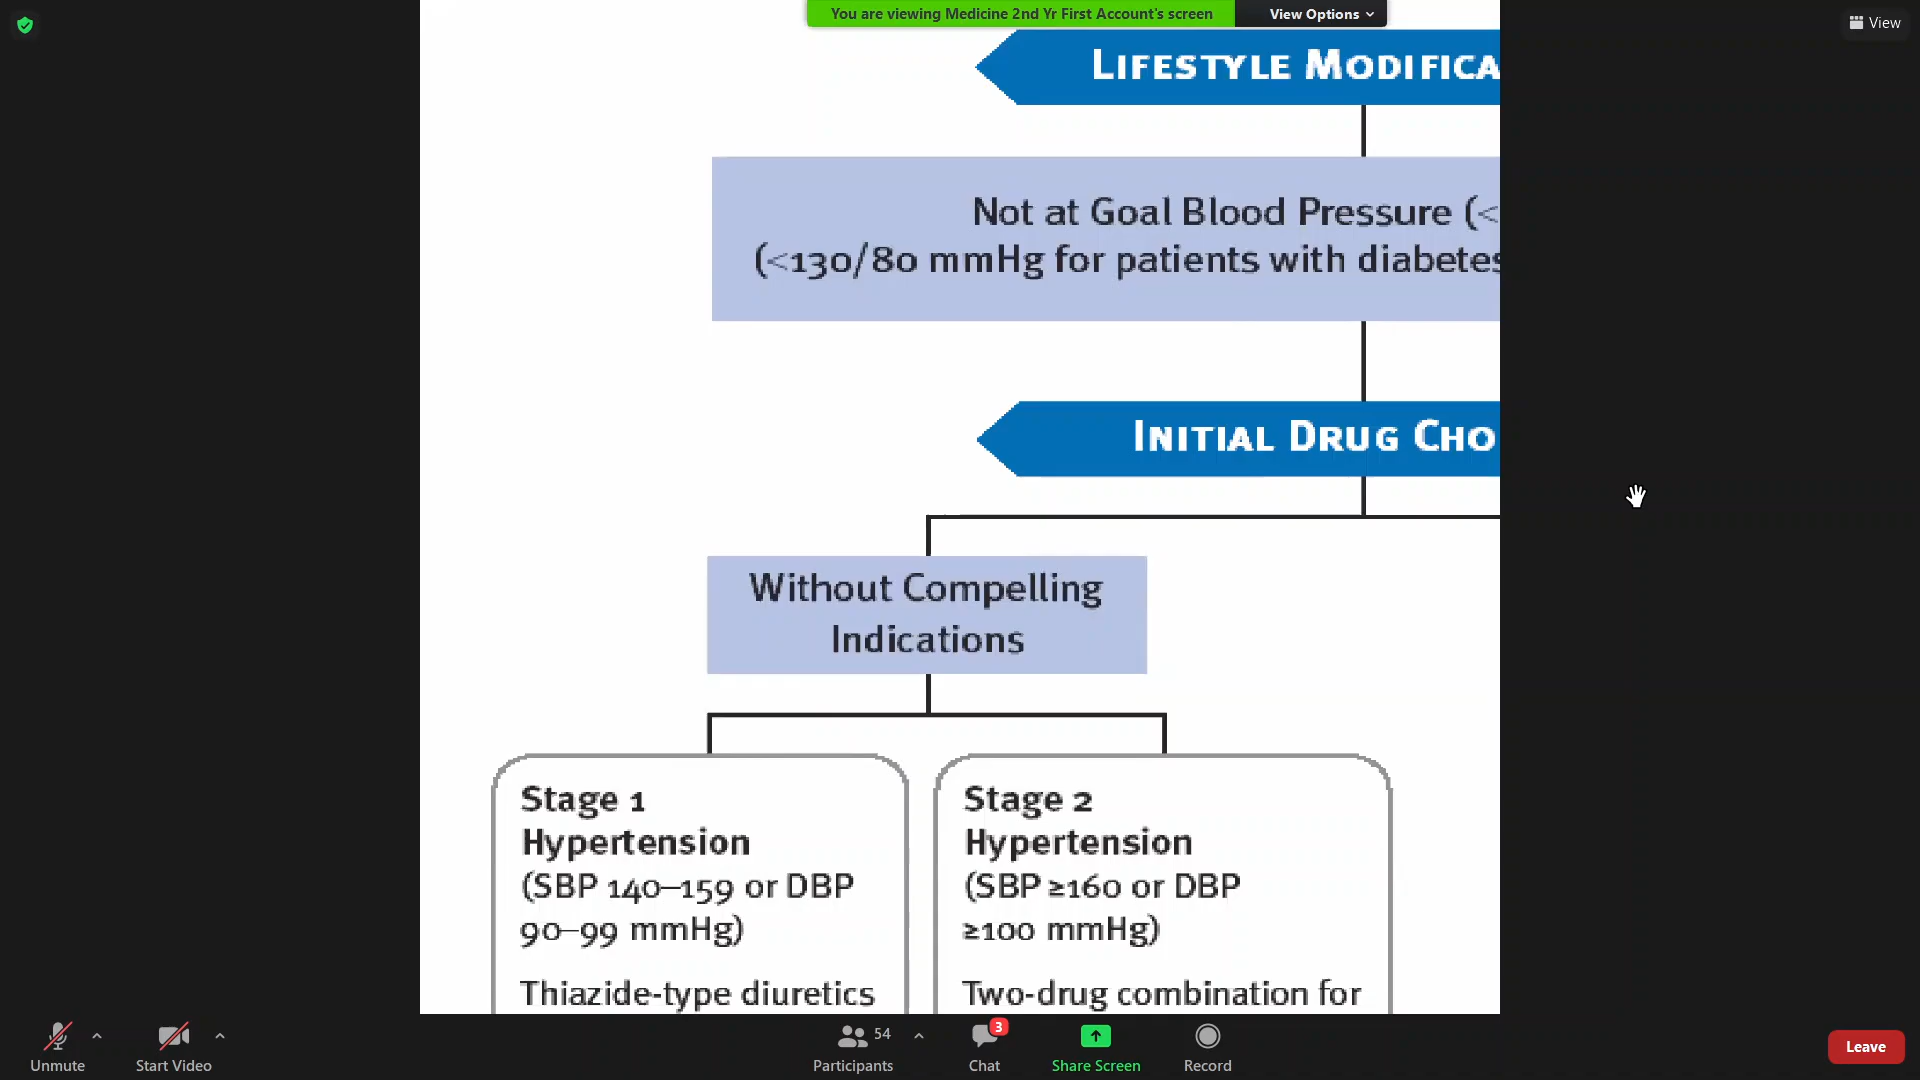 You are viewing Medicine 2nd Yr First Account's screen
View Options
View
LIFESTYLE MODIFICA
Not at Goal Blood Pressure (<
(<130/80 mmHg for patients with diabetes
INITIAL DRUG CHO
Without Compelling
Indications
Stage 1
Hypertension
(SBP 140–159 or DBP
90–99 mmHg)
Thiazide-type diuretics
Stage 2
Hypertension
(SBP ≥160 or DBP
≥100 mmHg)
Two-drug combination for
Unmute
Start Video
54
Participants
3
Chat
Share Screen
Record
Leave